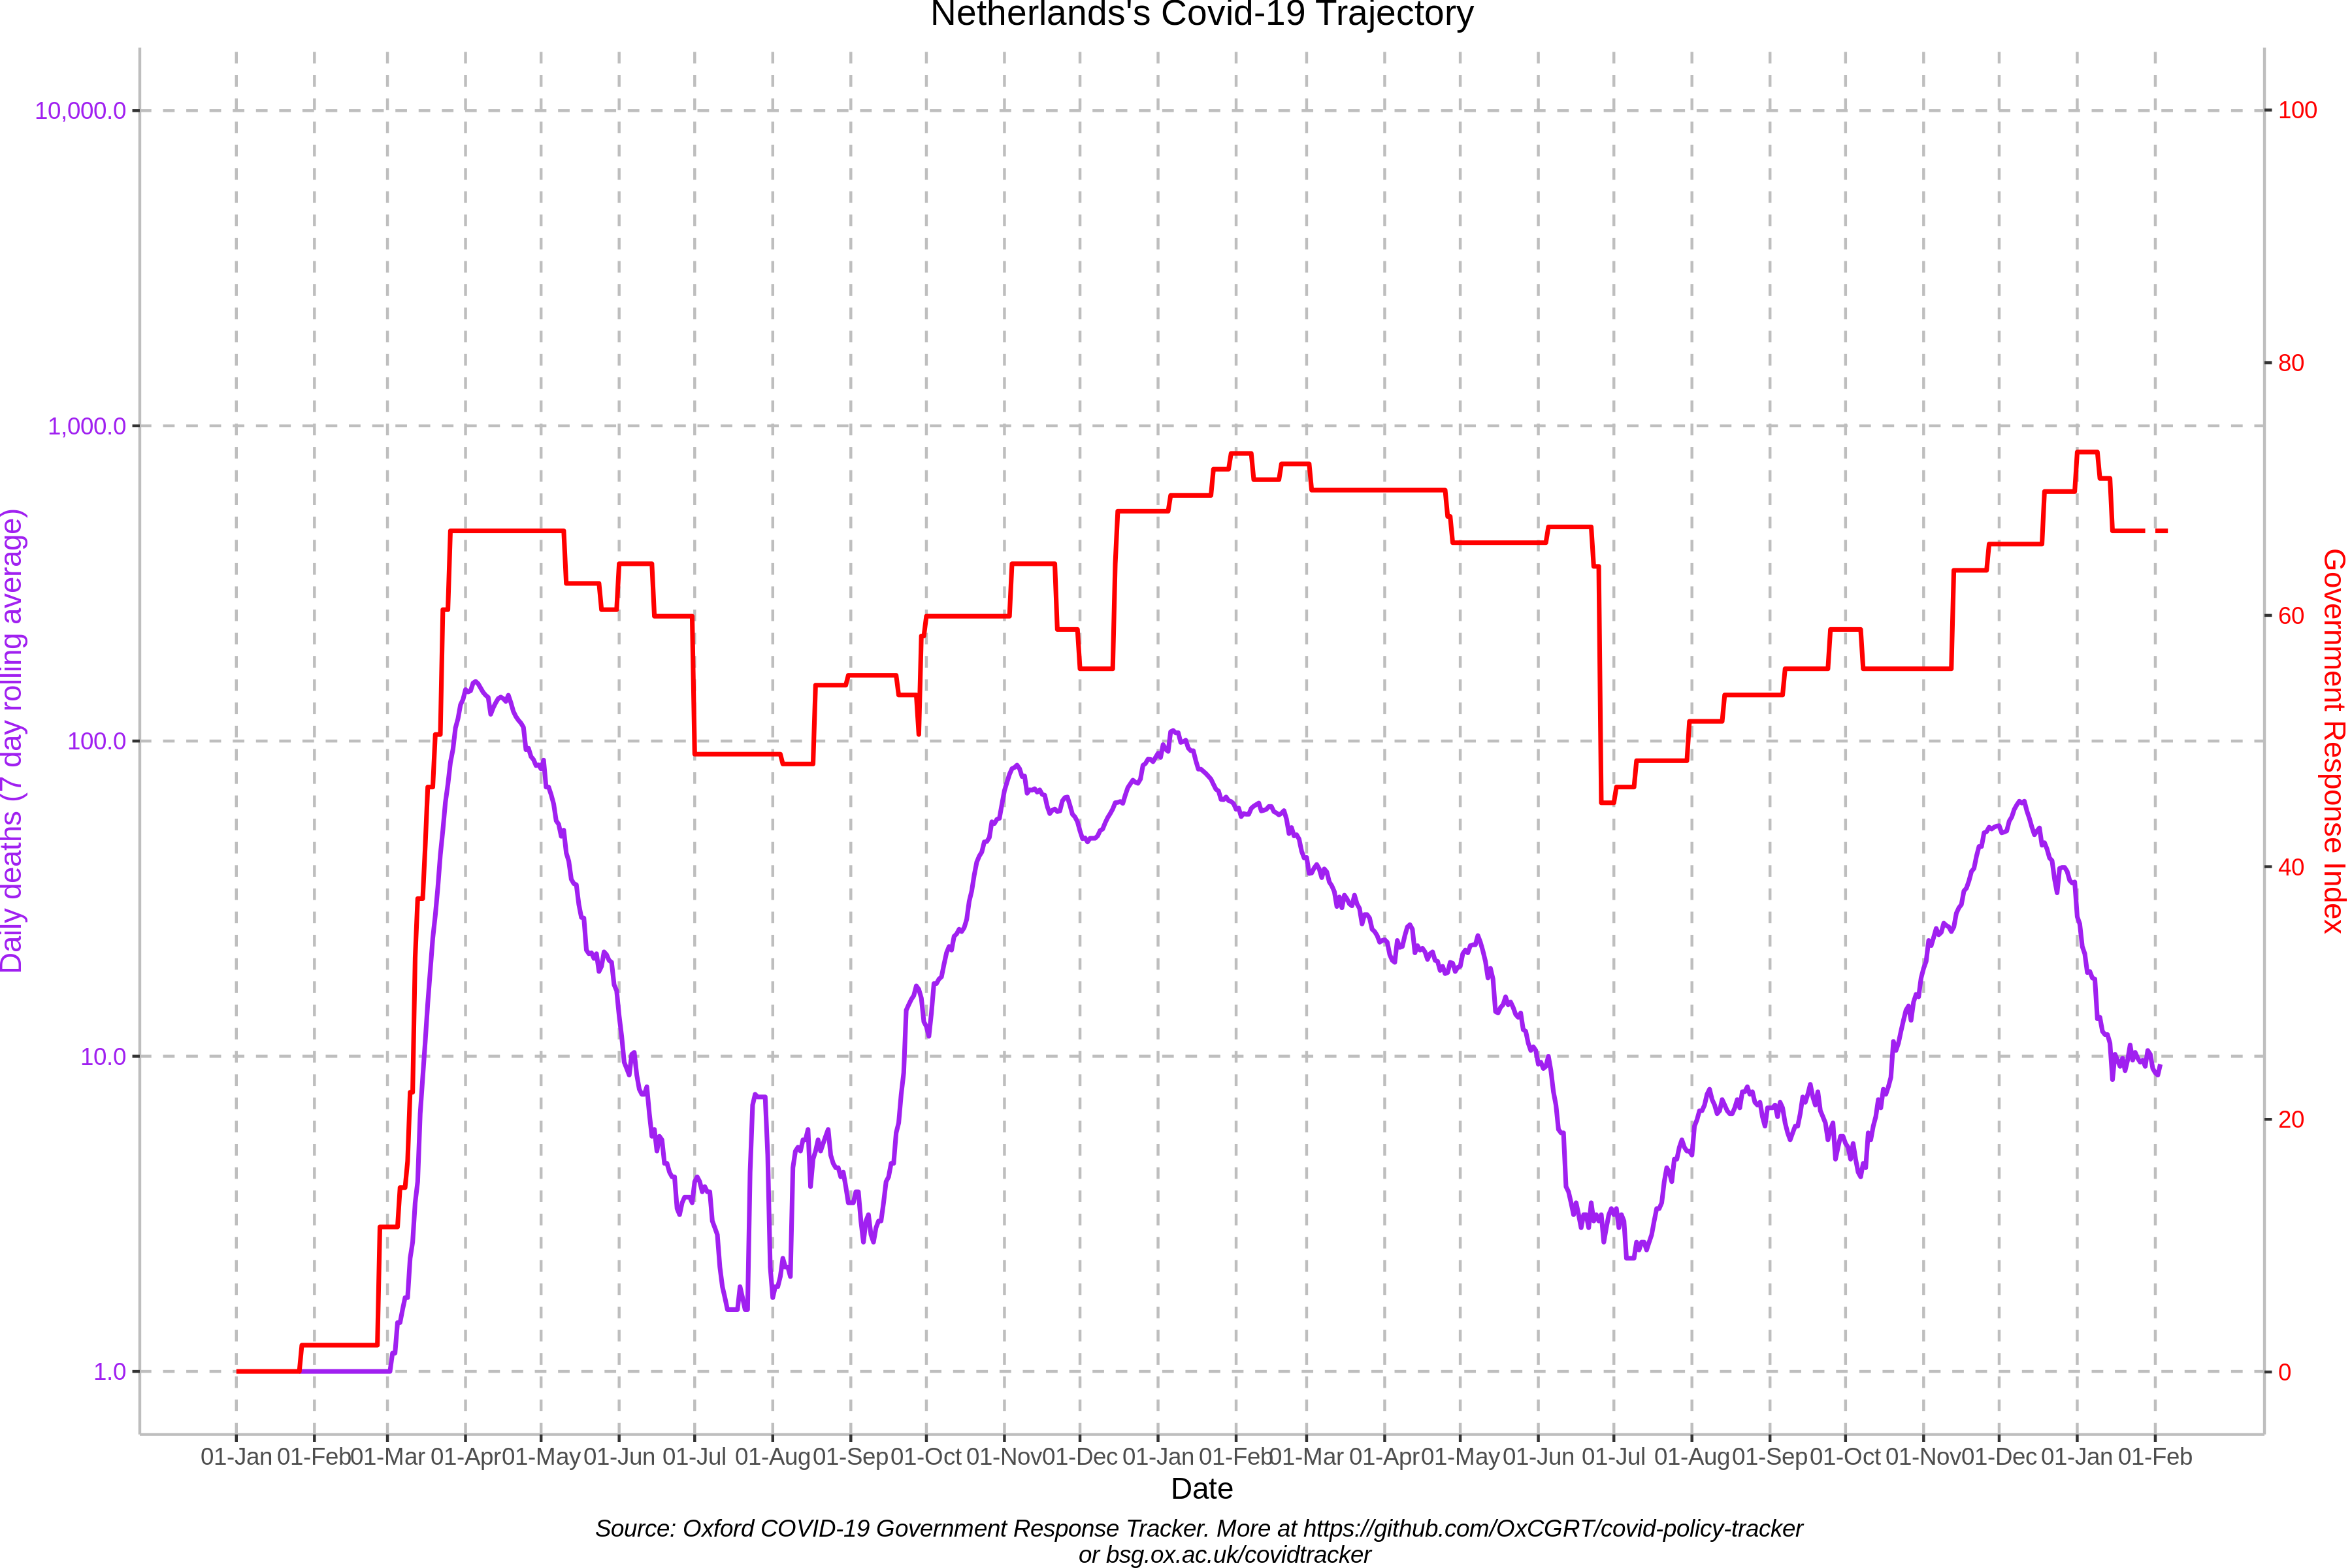 Netherlands's Covid-19 Trajectory
10,000.0
1,000.0
100.0
10.0
1.0
Daily deaths (7 day rolling average)
100
80
60
40
20
0
Government Response Index
01-Jan 01-Feb 01-Mar 01-Apr 01-May 01-Jun 01-Jul 01-Aug 01-Sep 01-Oct 01-Nov 01-Dec 01-Jan 01-Feb 01-Mar 01-Apr 01-May 01-Jun 01-Jul 01-Aug 01-Sep 01-Oct 01-Nov 01-Dec 01-Jan 01-Feb
Date
Source: Oxford COVID-19 Government Response Tracker. More at https://github.com/OxCGRT/covid-policy-tracker
or bsg.ox.ac.uk/covidtracker